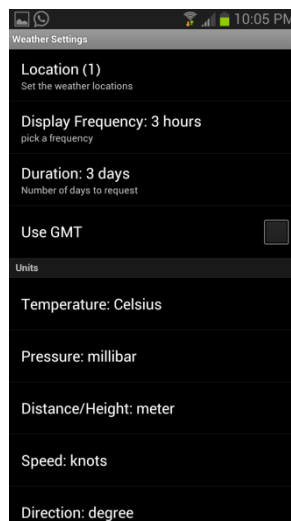 10:05 PM
Weather Settings
Location (1)
Set the weather locations
Display Frequency: 3 hours
pick a frequency
Duration: 3 days
Number of days to request
Use GMT
Units
Temperature: Celsius
Pressure: millibar
Distance/Height: meter
Speed: knots
Direction: degree